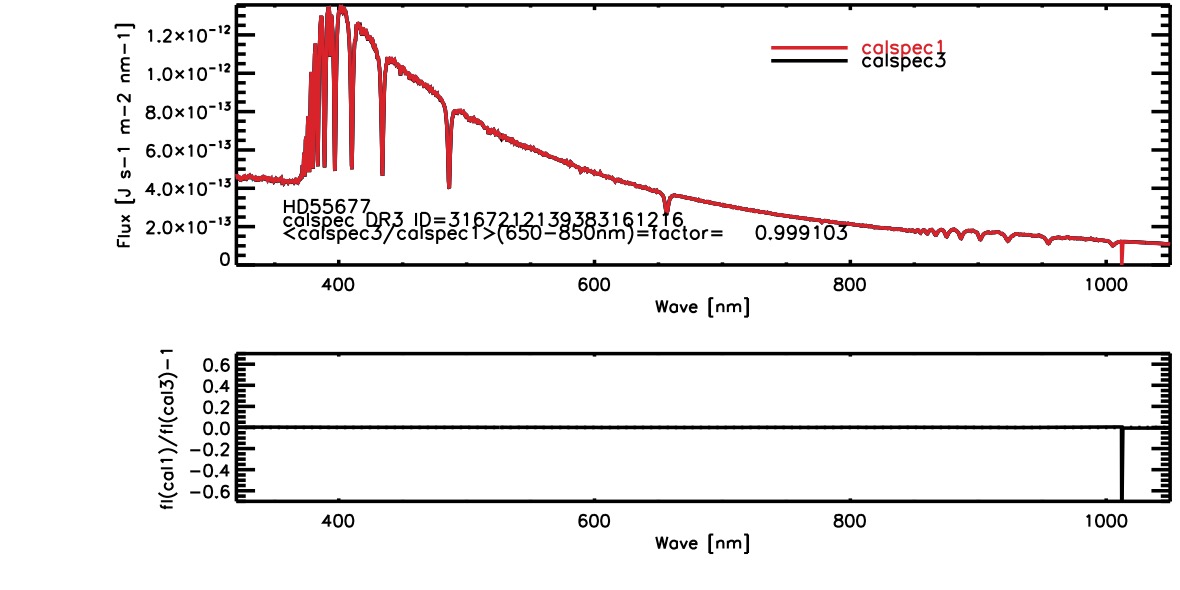 1.2×10−12
1.0×10−12
8.0×10−13
6.0×10−13
4.0×10−13
2.0×10−13
0
Flux [J s−1 m−2 nm−1]
calspec1
calspec3
HD55677
calspec DR3 ID=3167212139383161216
<calspec3/calspec1>(650−850nm)=factor= 0.999103
400 600 800 1000
Wave [nm]
0.6
0.4
0.2
0.0
−0.2
−0.4
−0.6
fl(cal1)/fl(cal3)−1
400 600 800 1000
Wave [nm]